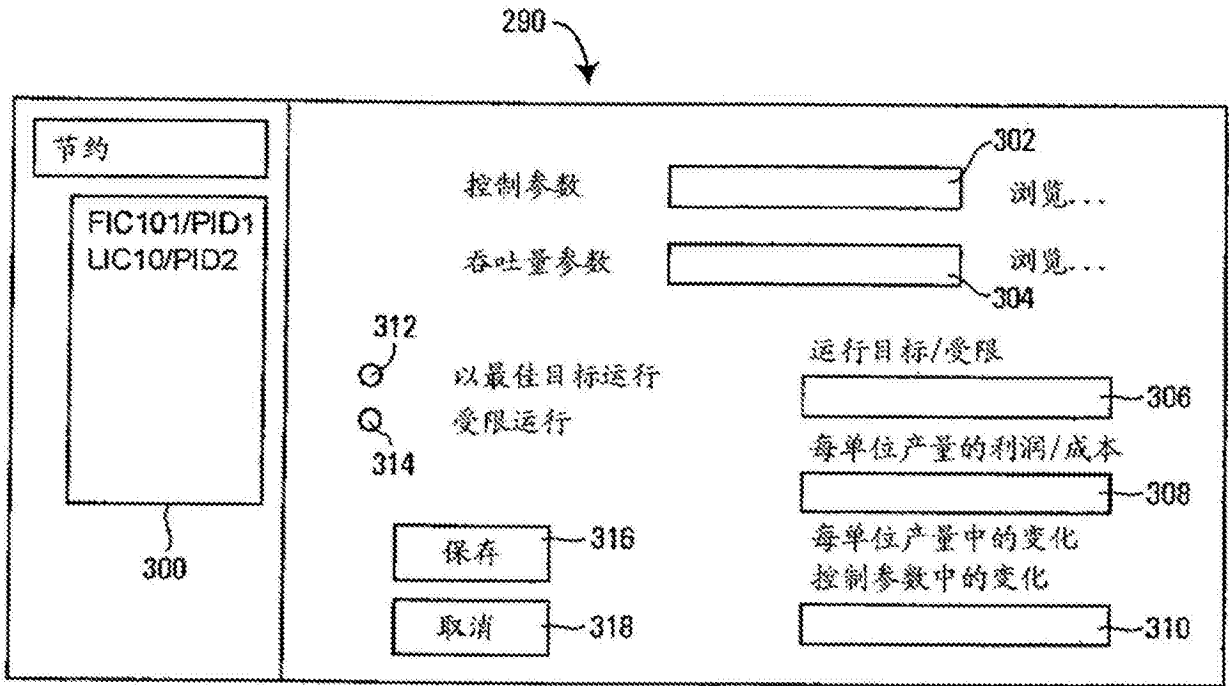 290
节约
FIC101/PID1
LIC10/PID2
300
控制参数
302
浏览...
吞吐量参数
304
浏览...
312
以最佳目标运行
受限运行
314
运行目标/受限
306
每单位产量的利润/成本
308
每单位产量中的变化
控制参数中的变化
310
保存
316
取消
318